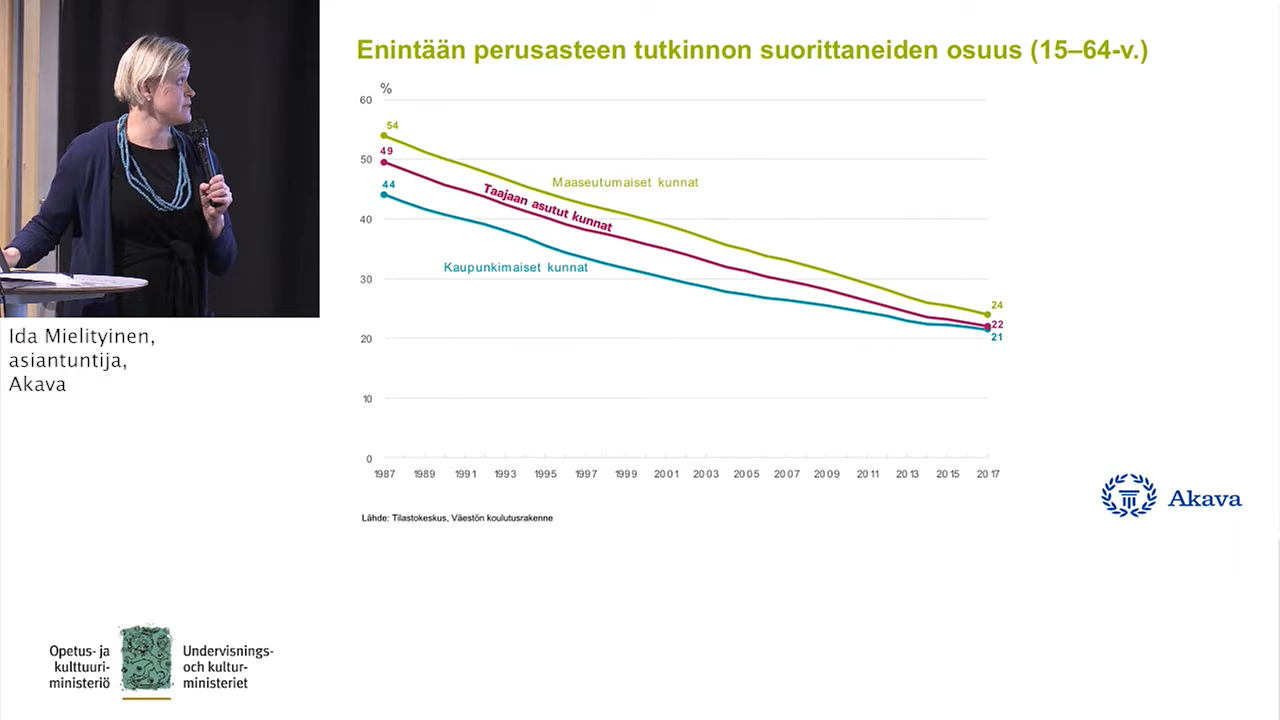 Enintään perusasteen tutkinnon suorittaneiden osuus (15–64-v.)
%
60
50
40
30
20
10
0
54
49
44
Maaseutumaiset kunnat
Taajaan asutut kunnat
Kaupunkimaiset kunnat
24
22
21
1987 1989 1991 1993 1995 1997 1999 2001 2003 2005 2007 2009 2011 2013 2015 2017
Lähde: Tilastokeskus, Väestön koulutusrakenne
Akava
Ida Mielityinen,
asiantuntija,
Akava
Opetus- ja
kulttuuri-
ministeriö
Undervisnings-
och kultur-
ministeriet